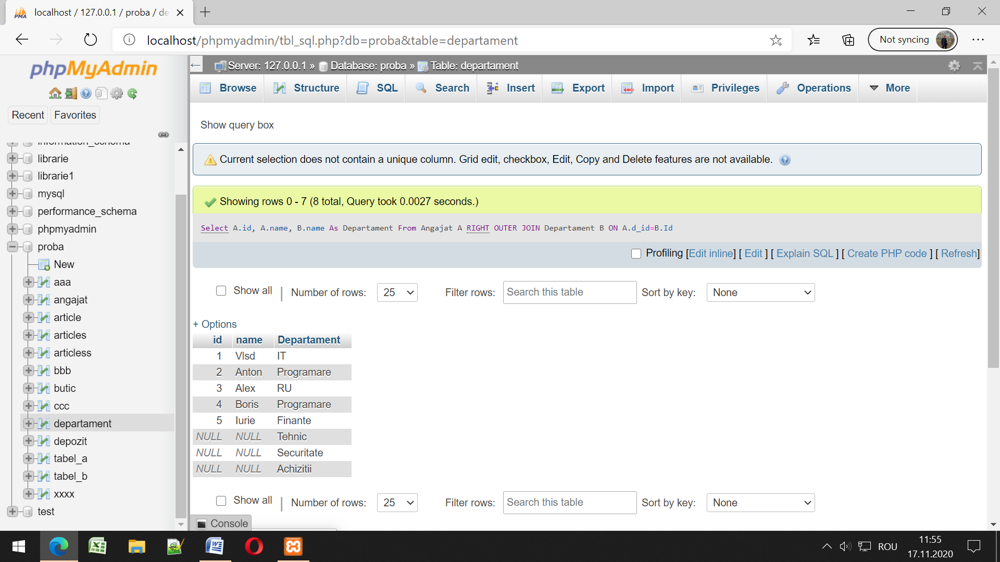 localhost / 127.0.0.1 / proba / de
localhost/phpmyadmin/tbl_sql.php?db=proba&table=departament
Not syncing
phpMyAdmin
Recent
Favorites
information_schema
librarie
librarie1
mysql
performance_schema
phpmyadmin
proba
New
aaa
angajat
article
articles
articless
bbb
butic
ccc
departament
depozit
tabel_a
tabel_b
xxxx
test
Server: 127.0.0.1 » Database: proba » Table: departament
Browse Structure SQL Search Insert Export Import Privileges Operations More
Show query box
Current selection does not contain a unique column. Grid edit, checkbox, Edit, Copy and Delete features are not available.
Showing rows 0 - 7 (8 total, Query took 0.0027 seconds.)
Select A.id, A.name, B.name As Departament From Angajat A RIGHT OUTER JOIN Departament B ON A.d_id=B.Id
Profiling [Edit inline] [ Edit ] [ Explain SQL ] [ Create PHP code ] [ Refresh]
Show all | Number of rows: 25 Filter rows: Search this table Sort by key: None
+ Options
id name Departament
1 Vlsd IT
2 Anton Programare
3 Alex RU
4 Boris Programare
5 Iurie Finante
NULL NULL Tehnic
NULL NULL Securitate
NULL NULL Achizitii
Show all | Number of rows: 25 Filter rows: Search this table Sort by key: None
Console
ROU
11:55
17.11.2020